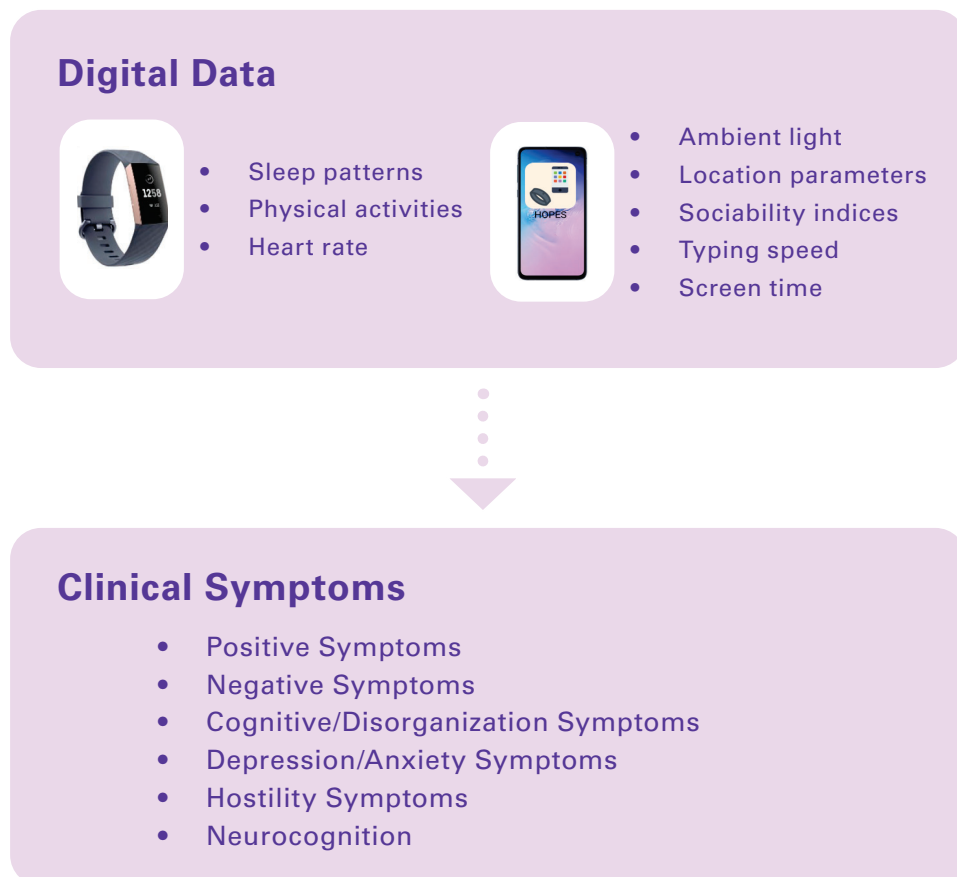 Digital Data
1258
• Sleep patterns
• Physical activities
• Heart rate
HOPES
• Ambient light
• Location parameters
• Sociability indices
• Typing speed
• Screen time
Clinical Symptoms
• Positive Symptoms
• Negative Symptoms
• Cognitive/Disorganization Symptoms
• Depression/Anxiety Symptoms
• Hostility Symptoms
• Neurocognition